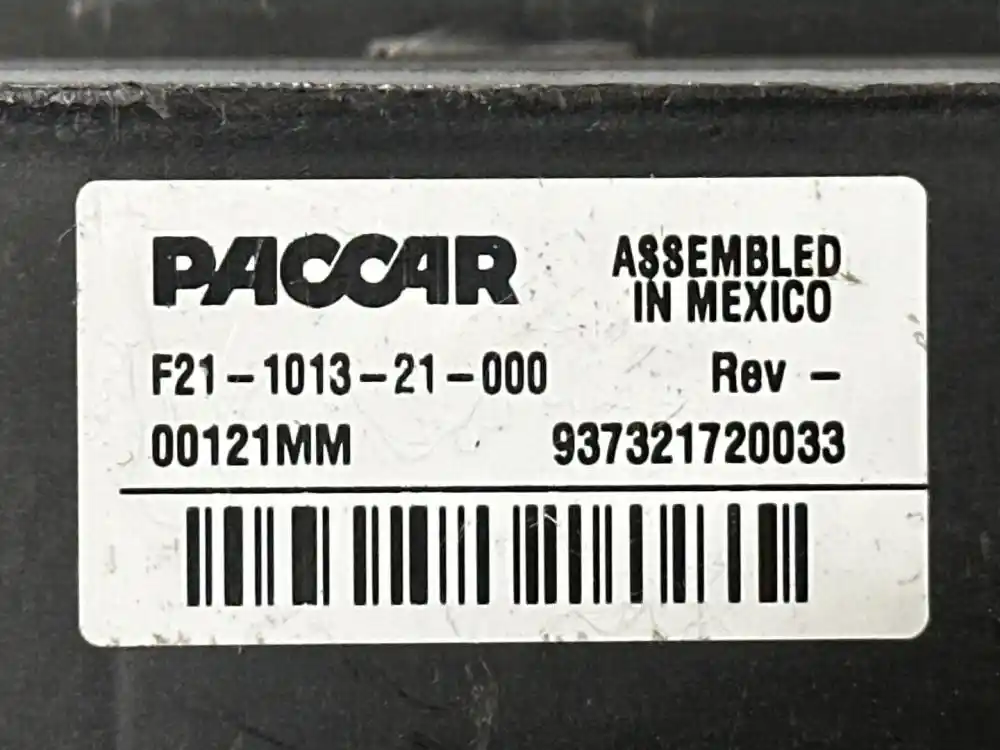 PACCAR
ASSEMBLED
IN MEXICO
F21-1013-21-000
Rev -
00121MM
937321720033